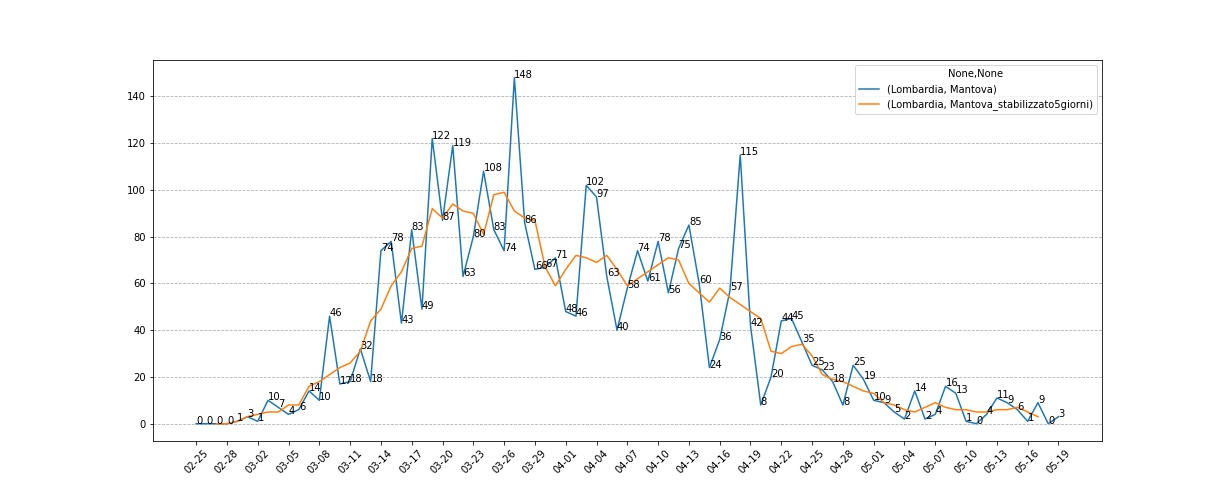 None,None
(Lombardia, Mantova)
(Lombardia, Mantova_stabilizzato5giorni)
140
120
100
80
60
40
20
0
0 0 0 0 1 3 1 10 7 4 6 14 10 46 17 18 32 18 74 78 43 83 49 122 87 119 63 80 108 83 74 148 86 66 67 71 48 46 102 97 63 40 58 74 61 78 56 75 85 60 24 36 57 115 42 8 20 44 45 35 25 23 18 8 25 19 10 9 5 2 14 2 4 16 13 1 0 4 11 9 6 1 9 0 3
02-25 02-28 03-02 03-05 03-08 03-11 03-14 03-17 03-20 03-23 03-26 03-29 04-01 04-04 04-07 04-10 04-13 04-16 04-19 04-22 04-25 04-28 05-01 05-04 05-07 05-10 05-13 05-16 05-19